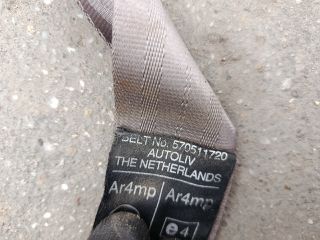 BELT No. 570511720
AUTOLIV
THE NETHERLANDS
Ar4mp Ar4mp
e4